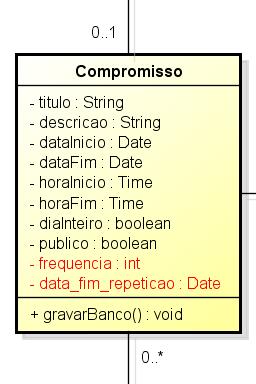 0..1
Compromisso
- titulo : String
- descricao : String
- dataInicio : Date
- dataFim : Date
- horaInicio : Time
- horaFim : Time
- diaInteiro : boolean
- publico : boolean
- frequencia : int
- data_fim_repeticao : Date
+ gravarBanco() : void
0..*